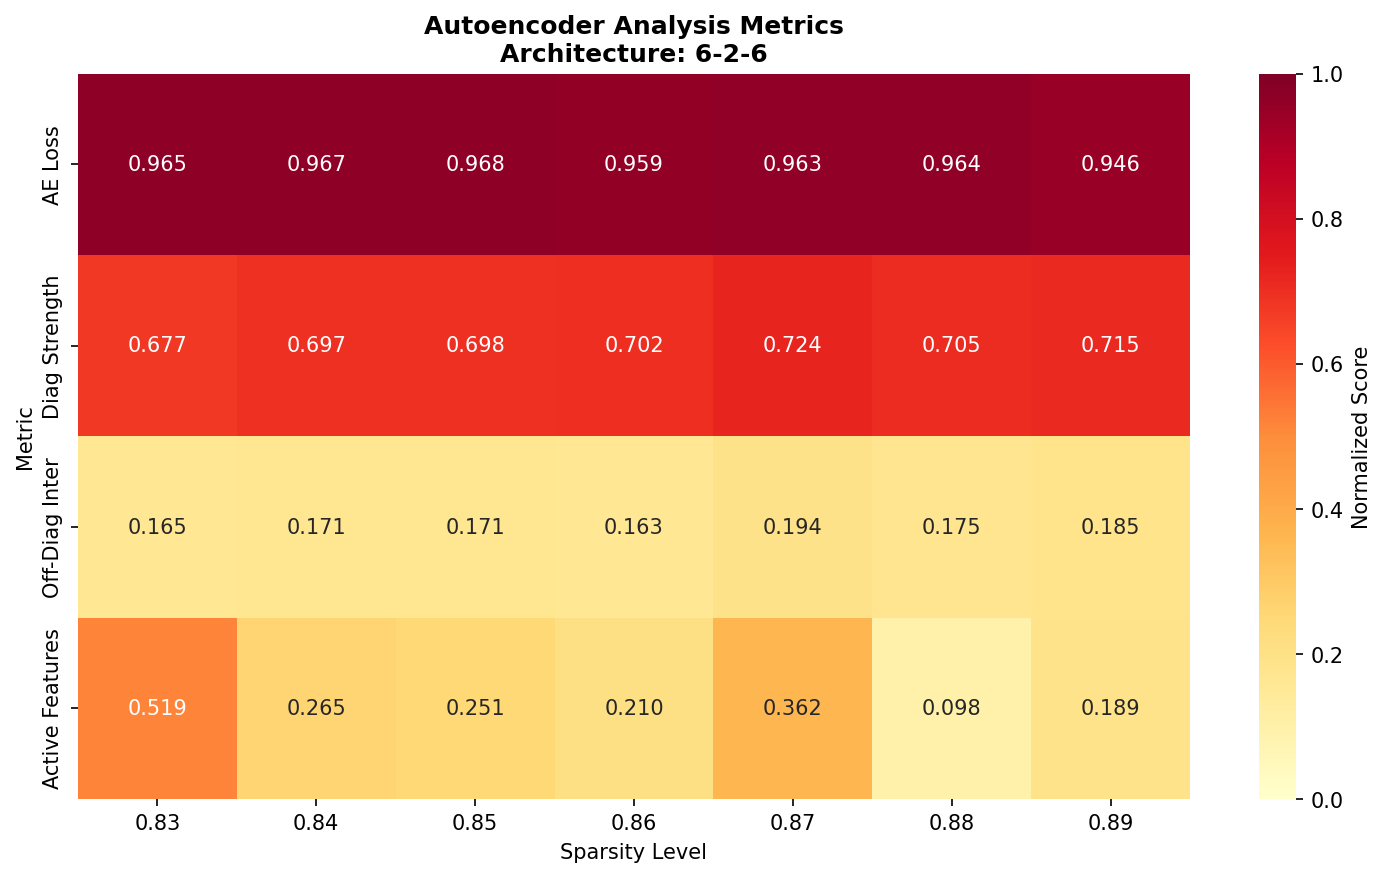 Autoencoder Analysis Metrics
Architecture: 6-2-6
Metric
AE Loss
0.965 0.967 0.968 0.959 0.963 0.964 0.946
Diag Strength
0.677 0.697 0.698 0.702 0.724 0.705 0.715
Off-Diag Inter
0.165 0.171 0.171 0.163 0.194 0.175 0.185
Active Features
0.519 0.265 0.251 0.210 0.362 0.098 0.189
0.83 0.84 0.85 0.86 0.87 0.88 0.89
Sparsity Level
1.0
0.8
0.6
0.4
0.2
0.0
Normalized Score